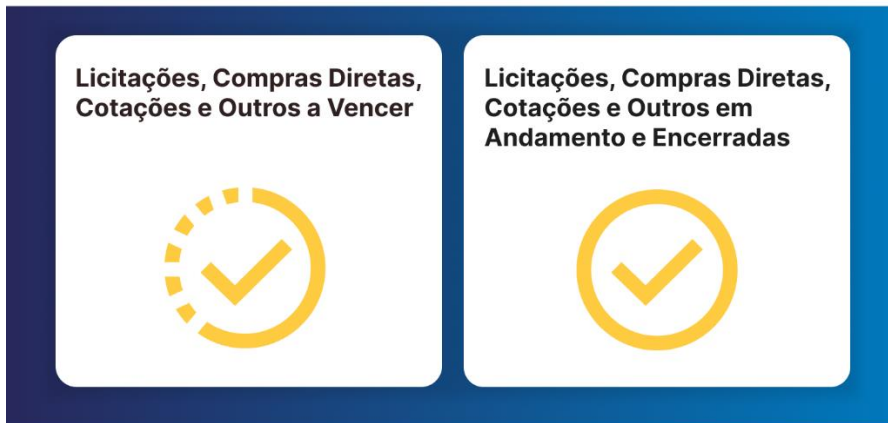 Licitações, Compras Diretas,
Cotações e Outros a Vencer
Licitações, Compras Diretas,
Cotações e Outros em
Andamento e Encerradas